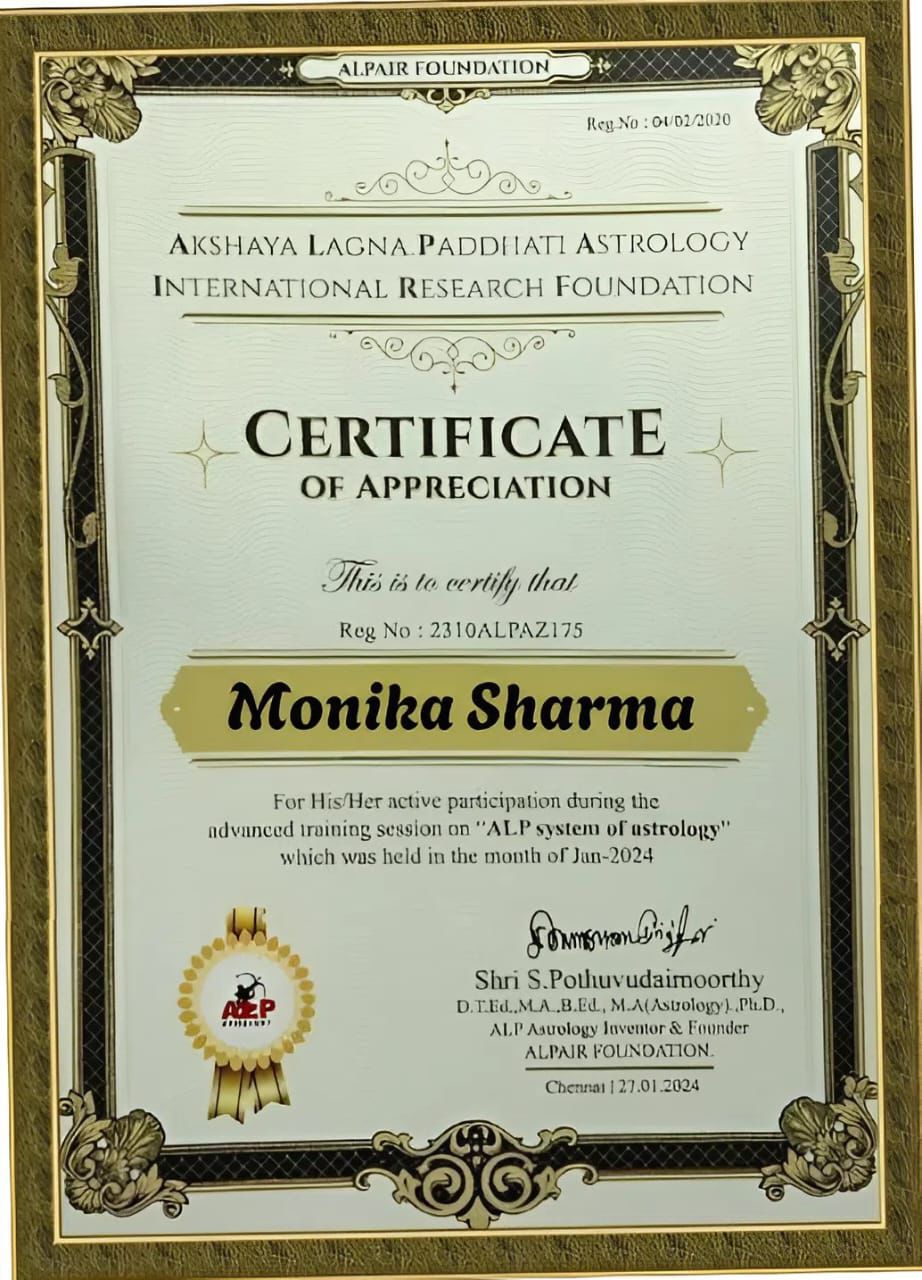 ALPAIR FOUNDATION
Reg.No : 04/02/2020
AKSHAYA LAGNA PADDHATI ASTROLOGY
INTERNATIONAL RESEARCH FOUNDATION
CERTIFICATE
OF APPRECIATION
This is to certify that
Reg No : 2310ALPAZ175
Monika Sharma
For His/Her active participation during the
advanced training session on "ALP system of astrology"
which was held in the month of Jan-2024
ALP
Shri S.Pothuvudaimoorthy
D.T.Ed.,M.A.,B.Ed., M.A(Astrology).,Ph.D.,
ALP Astrology Inventor & Founder
ALPAIR FOUNDATION.
Chennai | 27.01.2024